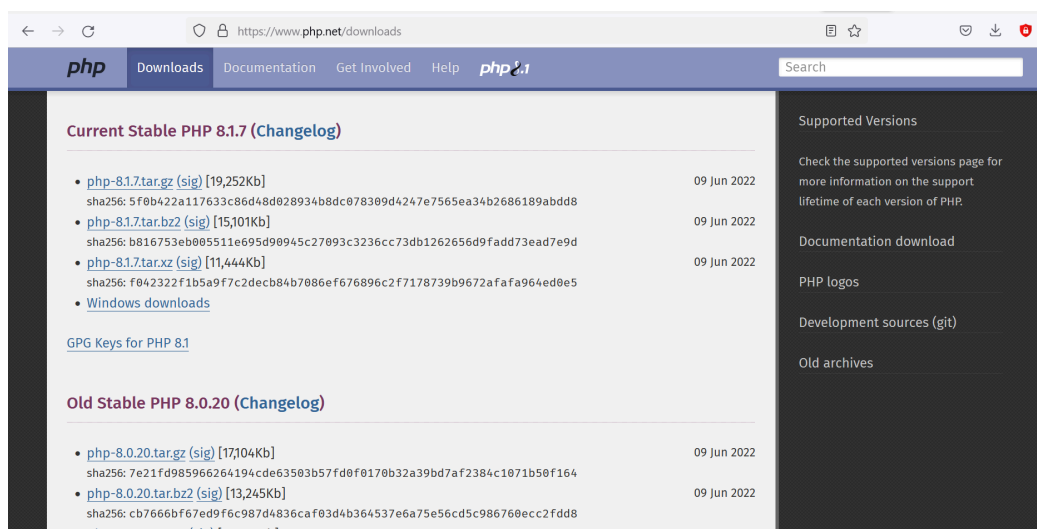 https://www.php.net/downloads
php Downloads Documentation Get Involved Help php8.1 Search
Current Stable PHP 8.1.7 (Changelog)
• php-8.1.7.tar.gz (sig) [19,252Kb] 09 Jun 2022
sha256: 5f0b422a117633c86d48d028934b8dc078309d4247e7565ea34b2686189abdd8
• php-8.1.7.tar.bz2 (sig) [15,101Kb] 09 Jun 2022
sha256: b816753eb005511e695d90945c27093c3236cc73db1262656d9fadd73ead7e9d
• php-8.1.7.tar.xz (sig) [11,444Kb] 09 Jun 2022
sha256: f042322f1b5a9f7c2decb84b7086ef676896c2f7178739b9672afafa964ed0e5
• Windows downloads
GPG Keys for PHP 8.1
Old Stable PHP 8.0.20 (Changelog)
• php-8.0.20.tar.gz (sig) [17,104Kb] 09 Jun 2022
sha256: 7e21fd985966264194cde63503b57fd0f0170b32a39bd7af2384c1071b50f164
• php-8.0.20.tar.bz2 (sig) [13,245Kb] 09 Jun 2022
sha256: cb7666bf67ed9f6c987d4836caf03d4b364537e6a75e56cd5c986760ecc2fdd8
Supported Versions
Check the supported versions page for
more information on the support
lifetime of each version of PHP.
Documentation download
PHP logos
Development sources (git)
Old archives